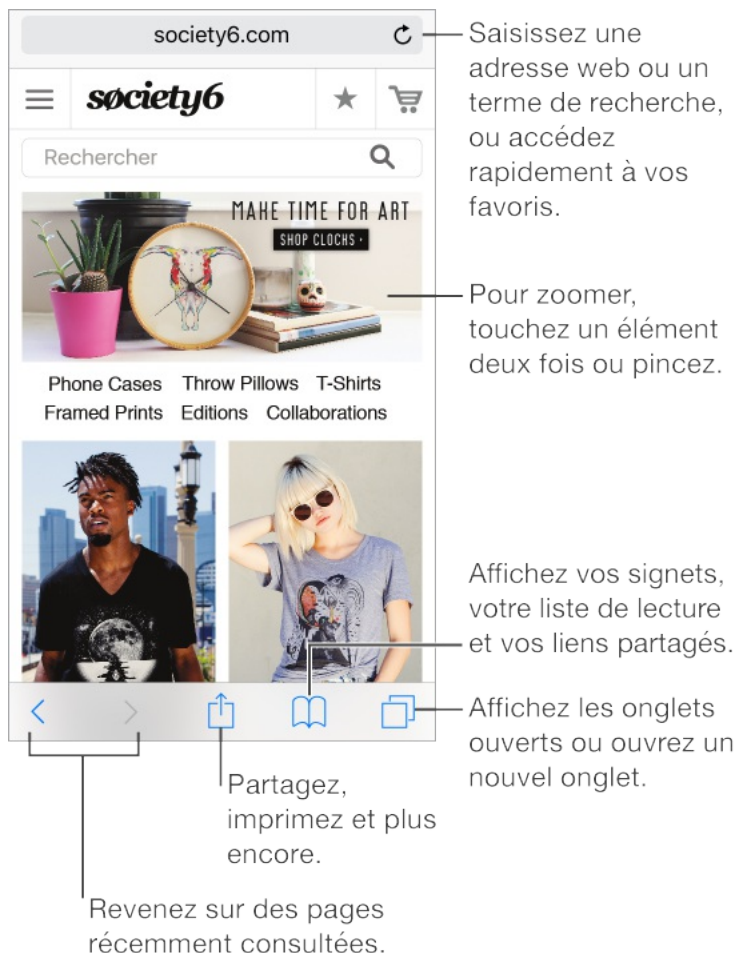 society6.com
Saisissez une
adresse web ou un
terme de recherche,
ou accédez
rapidement à vos
favoris.
søciety6
Rechercher
MAKE TIME FOR ART
SHOP CLOCKS ›
Pour zoomer,
touchez un élément
deux fois ou pincez.
Phone Cases Throw Pillows T-Shirts
Framed Prints Editions Collaborations
Affichez vos signets,
votre liste de lecture
et vos liens partagés.
Affichez les onglets
ouverts ou ouvrez un
nouvel onglet.
Partagez,
imprimez et plus
encore.
Revenez sur des pages
récemment consultées.